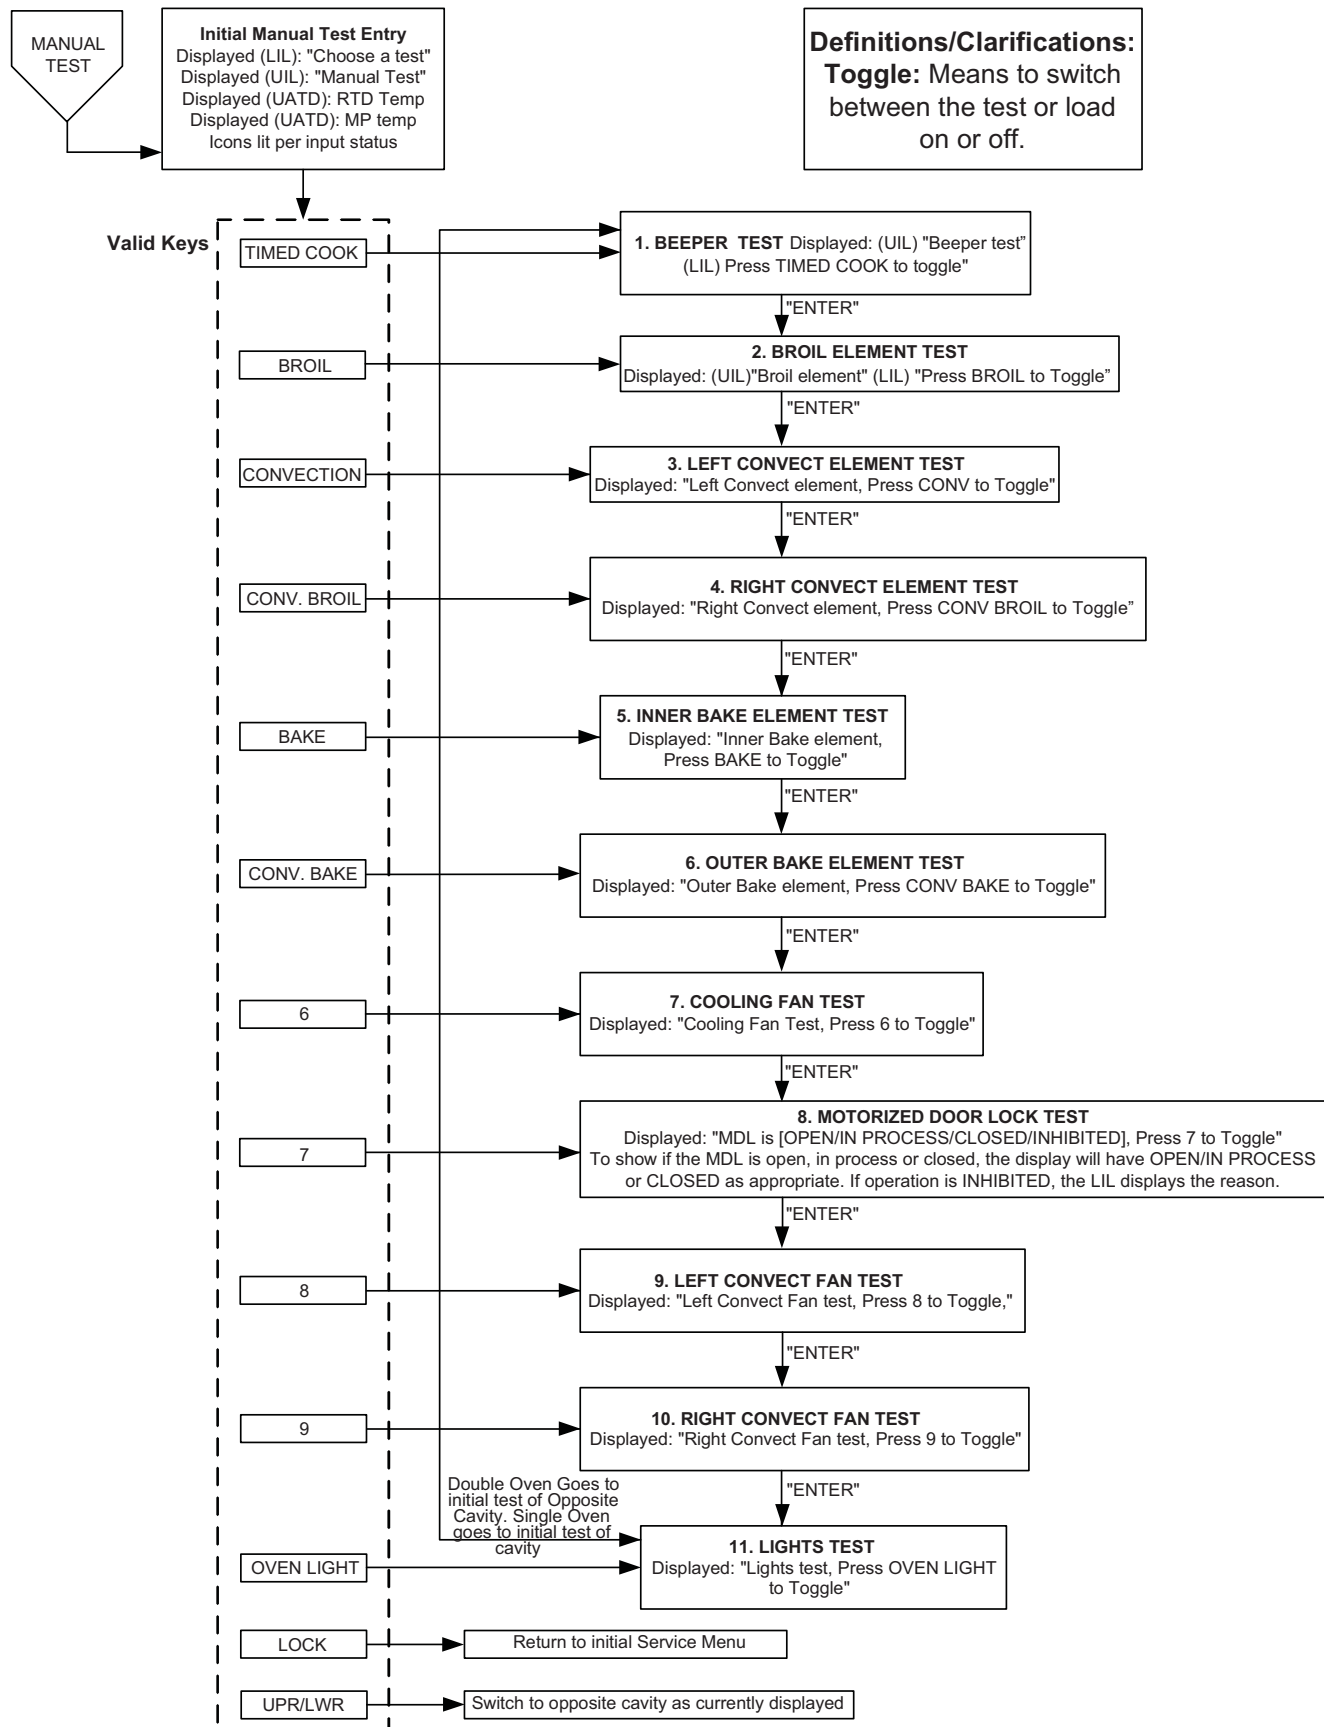 MANUAL
TEST
Initial Manual Test Entry
Displayed (LIL): "Choose a test"
Displayed (UIL): "Manual Test"
Displayed (UATD): RTD Temp
Displayed (UATD): MP temp
Icons lit per input status
Definitions/Clarifications:
Toggle: Means to switch
between the test or load
on or off.
Valid Keys
TIMED COOK
1. BEEPER TEST Displayed: (UIL) "Beeper test”
(LIL) Press TIMED COOK to toggle"
"ENTER"
BROIL
2. BROIL ELEMENT TEST
Displayed: (UIL)"Broil element" (LIL) "Press BROIL to Toggle”
"ENTER"
CONVECTION
3. LEFT CONVECT ELEMENT TEST
Displayed: "Left Convect element, Press CONV to Toggle"
"ENTER"
CONV. BROIL
4. RIGHT CONVECT ELEMENT TEST
Displayed: "Right Convect element, Press CONV BROIL to Toggle”
"ENTER"
BAKE
5. INNER BAKE ELEMENT TEST
Displayed: "Inner Bake element,
Press BAKE to Toggle"
"ENTER"
CONV. BAKE
6. OUTER BAKE ELEMENT TEST
Displayed: "Outer Bake element, Press CONV BAKE to Toggle"
"ENTER"
6
7. COOLING FAN TEST
Displayed: "Cooling Fan Test, Press 6 to Toggle"
"ENTER"
7
8. MOTORIZED DOOR LOCK TEST
Displayed: "MDL is [OPEN/IN PROCESS/CLOSED/INHIBITED], Press 7 to Toggle"
To show if the MDL is open, in process or closed, the display will have OPEN/IN PROCESS
or CLOSED as appropriate. If operation is INHIBITED, the LIL displays the reason.
"ENTER"
8
9. LEFT CONVECT FAN TEST
Displayed: "Left Convect Fan test, Press 8 to Toggle,"
"ENTER"
9
10. RIGHT CONVECT FAN TEST
Displayed: "Right Convect Fan test, Press 9 to Toggle"
"ENTER"
Double Oven Goes to
initial test of Opposite
Cavity. Single Oven
goes to initial test of
cavity
OVEN LIGHT
11. LIGHTS TEST
Displayed: "Lights test, Press OVEN LIGHT
to Toggle"
LOCK
Return to initial Service Menu
UPR/LWR
Switch to opposite cavity as currently displayed